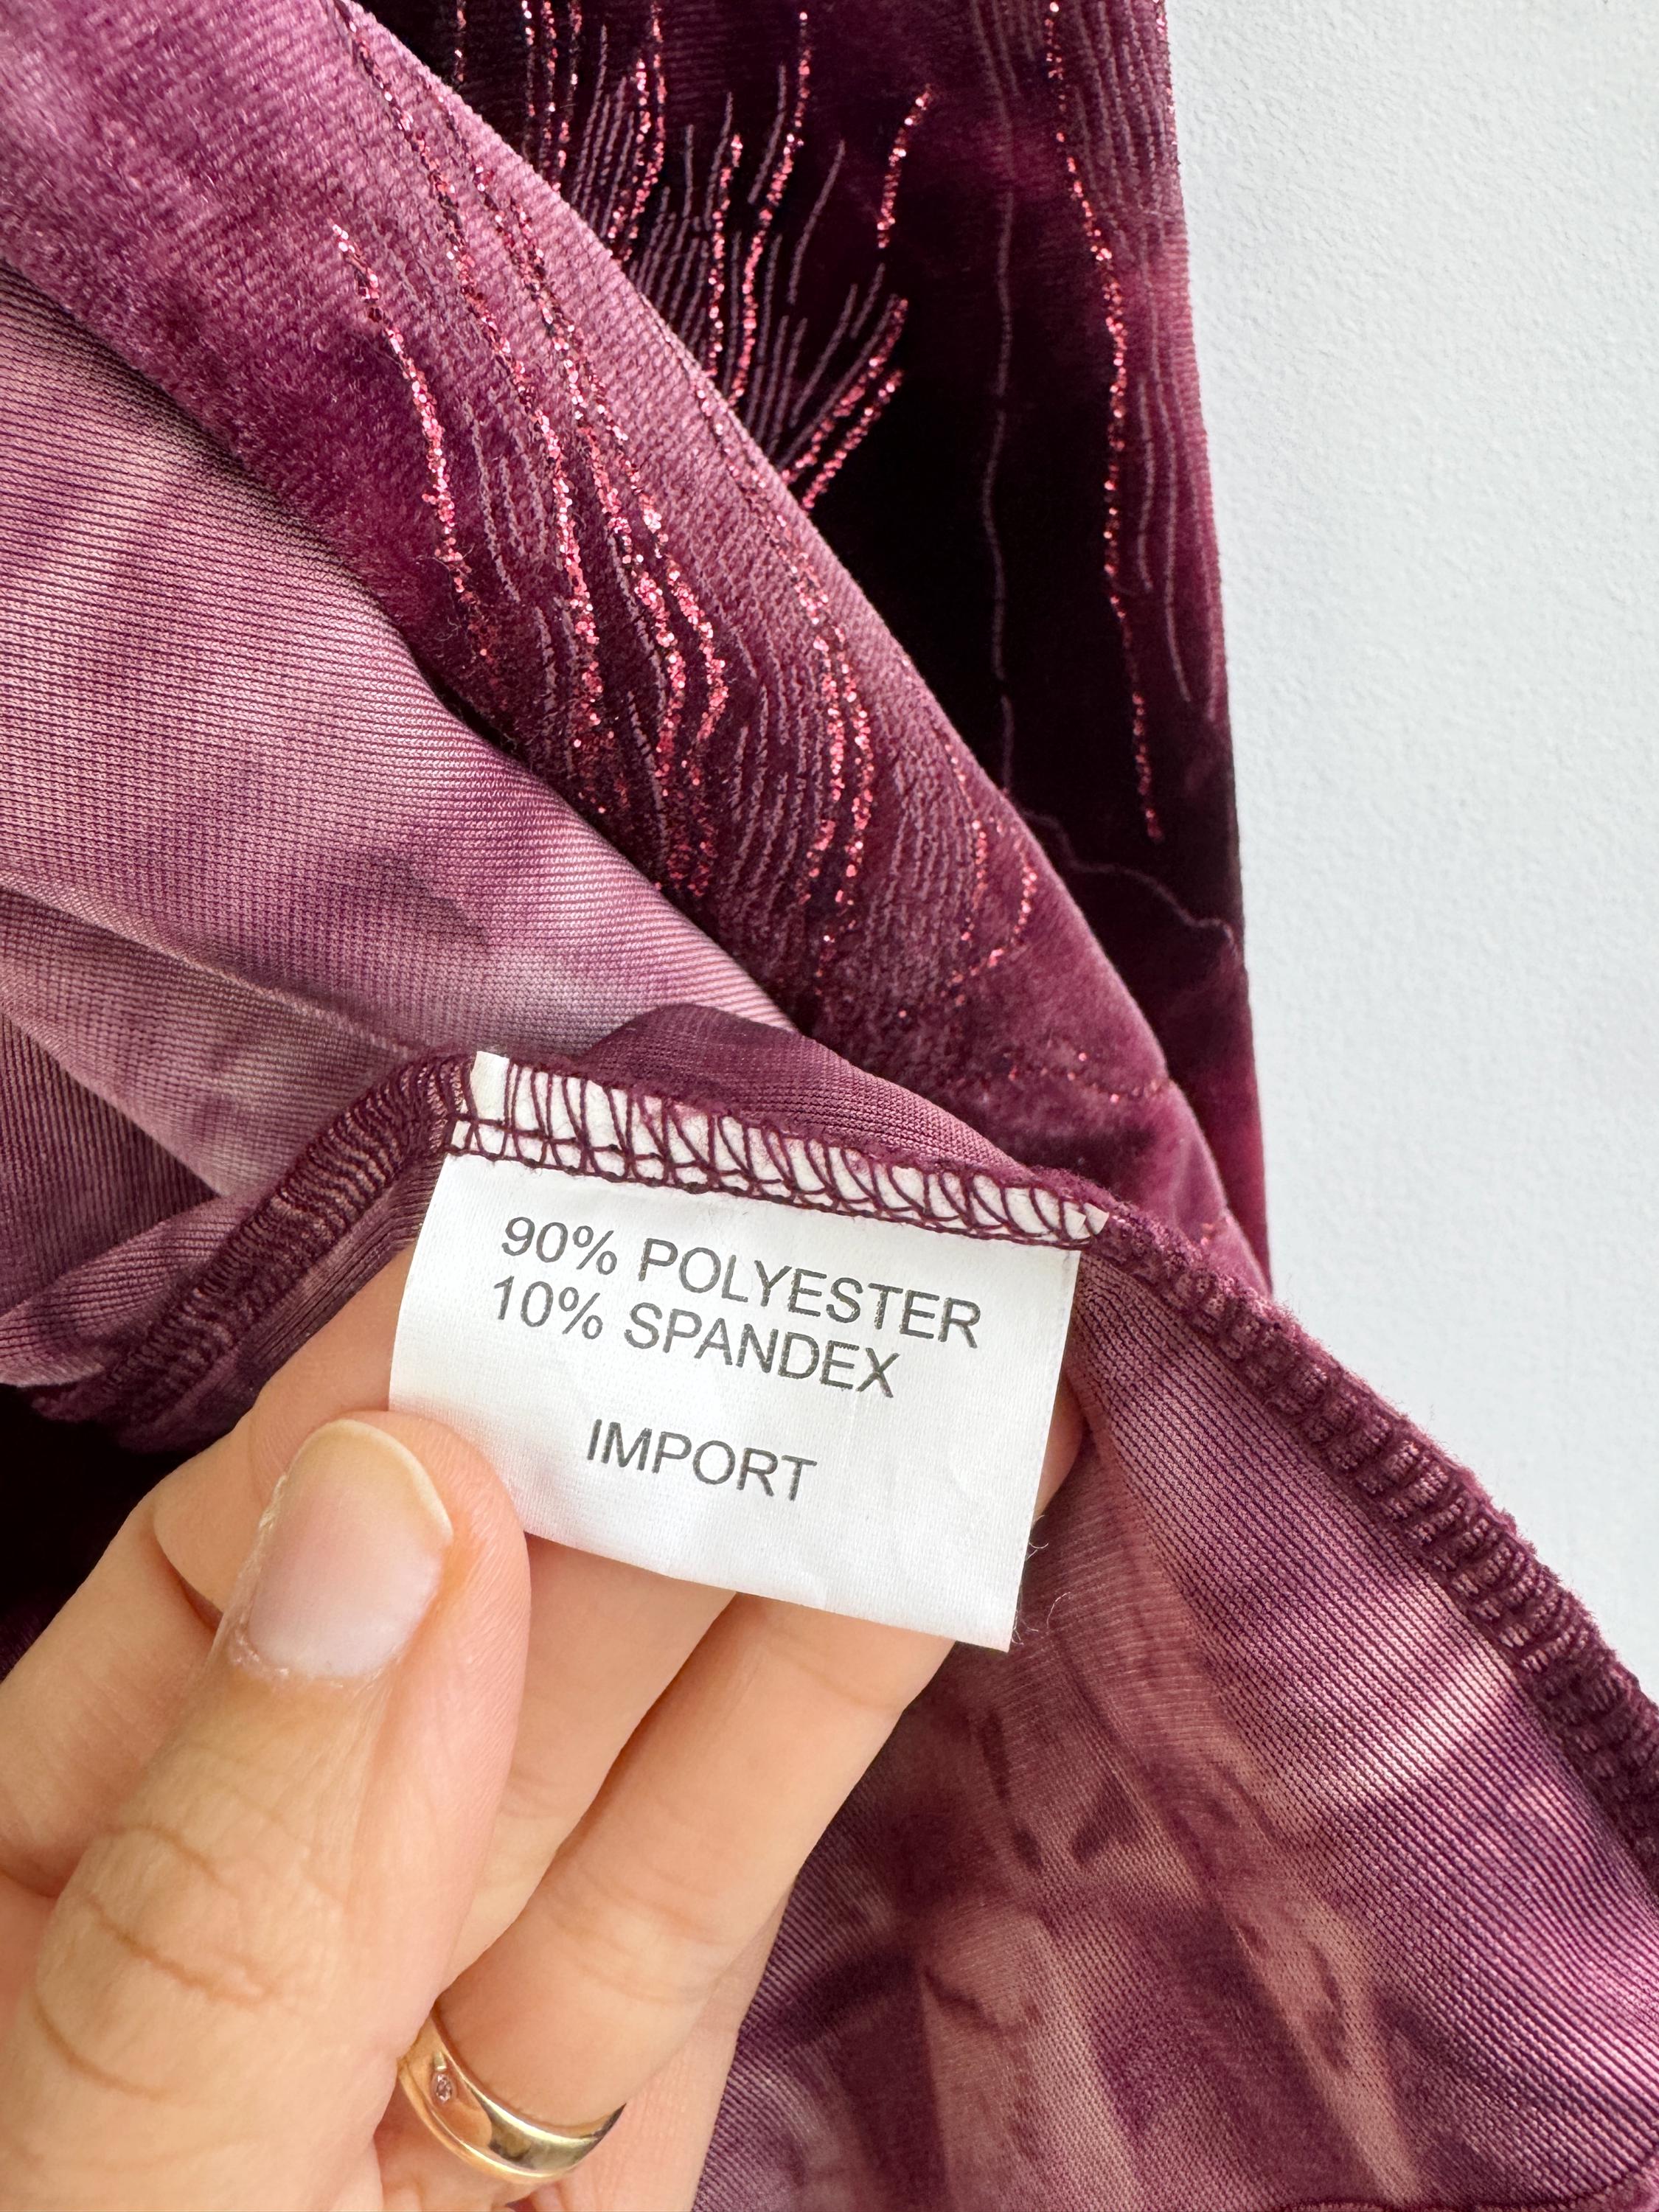 90% POLYESTER
10% SPANDEX
IMPORT